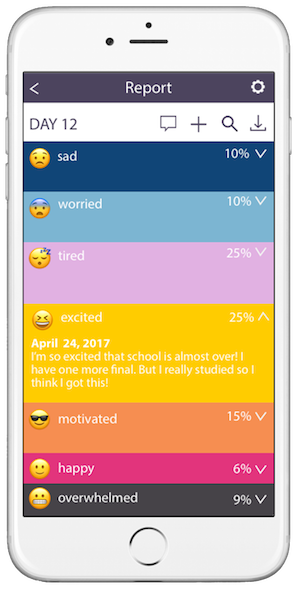 Report
DAY 12
sad 10%
worried 10%
tired 25%
excited 25%
April 24, 2017
I'm so excited that school is almost over! I
have one more final. But I really studied so I
think I got this!
motivated 15%
happy 6%
overwhelmed 9%